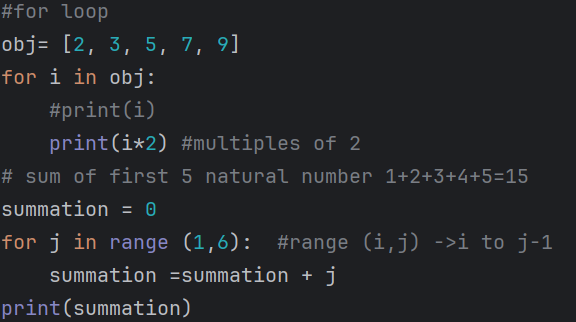 #for loop
obj= [2, 3, 5, 7, 9]
for i in obj:
    #print(i)
    print(i*2) #multiples of 2
# sum of first 5 natural number 1+2+3+4+5=15
summation = 0
for j in range (1,6):  #range (i,j) ->i to j-1
    summation =summation + j
print(summation)